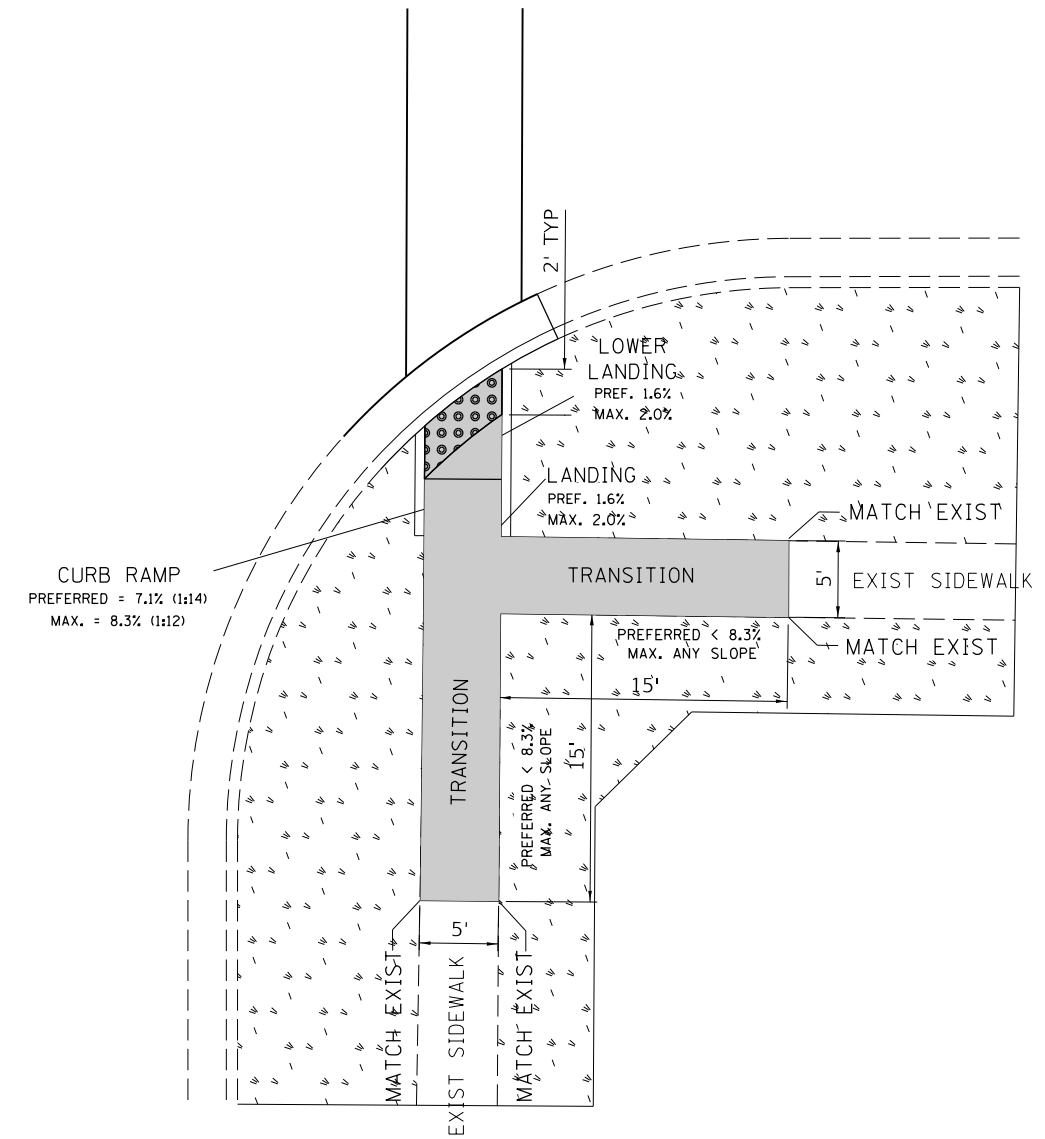 2' TYP
LOWER
LANDING
PREF. 1.6%
MAX. 2.0%
LANDING
PREF. 1.6%
MAX. 2.0%
MATCH EXIST
CURB RAMP
PREFERRED = 7.1% (1:14)
MAX. = 8.3% (1:12)
TRANSITION
5'
EXIST SIDEWALK
PREFERRED < 8.3%
MAX. ANY SLOPE
MATCH EXIST
15'
TRANSITION
PREFERRED < 8.3%
MAX. ANY SLOPE
15'
5'
MATCH EXIST
EXIST SIDEWALK
MATCH EXIST